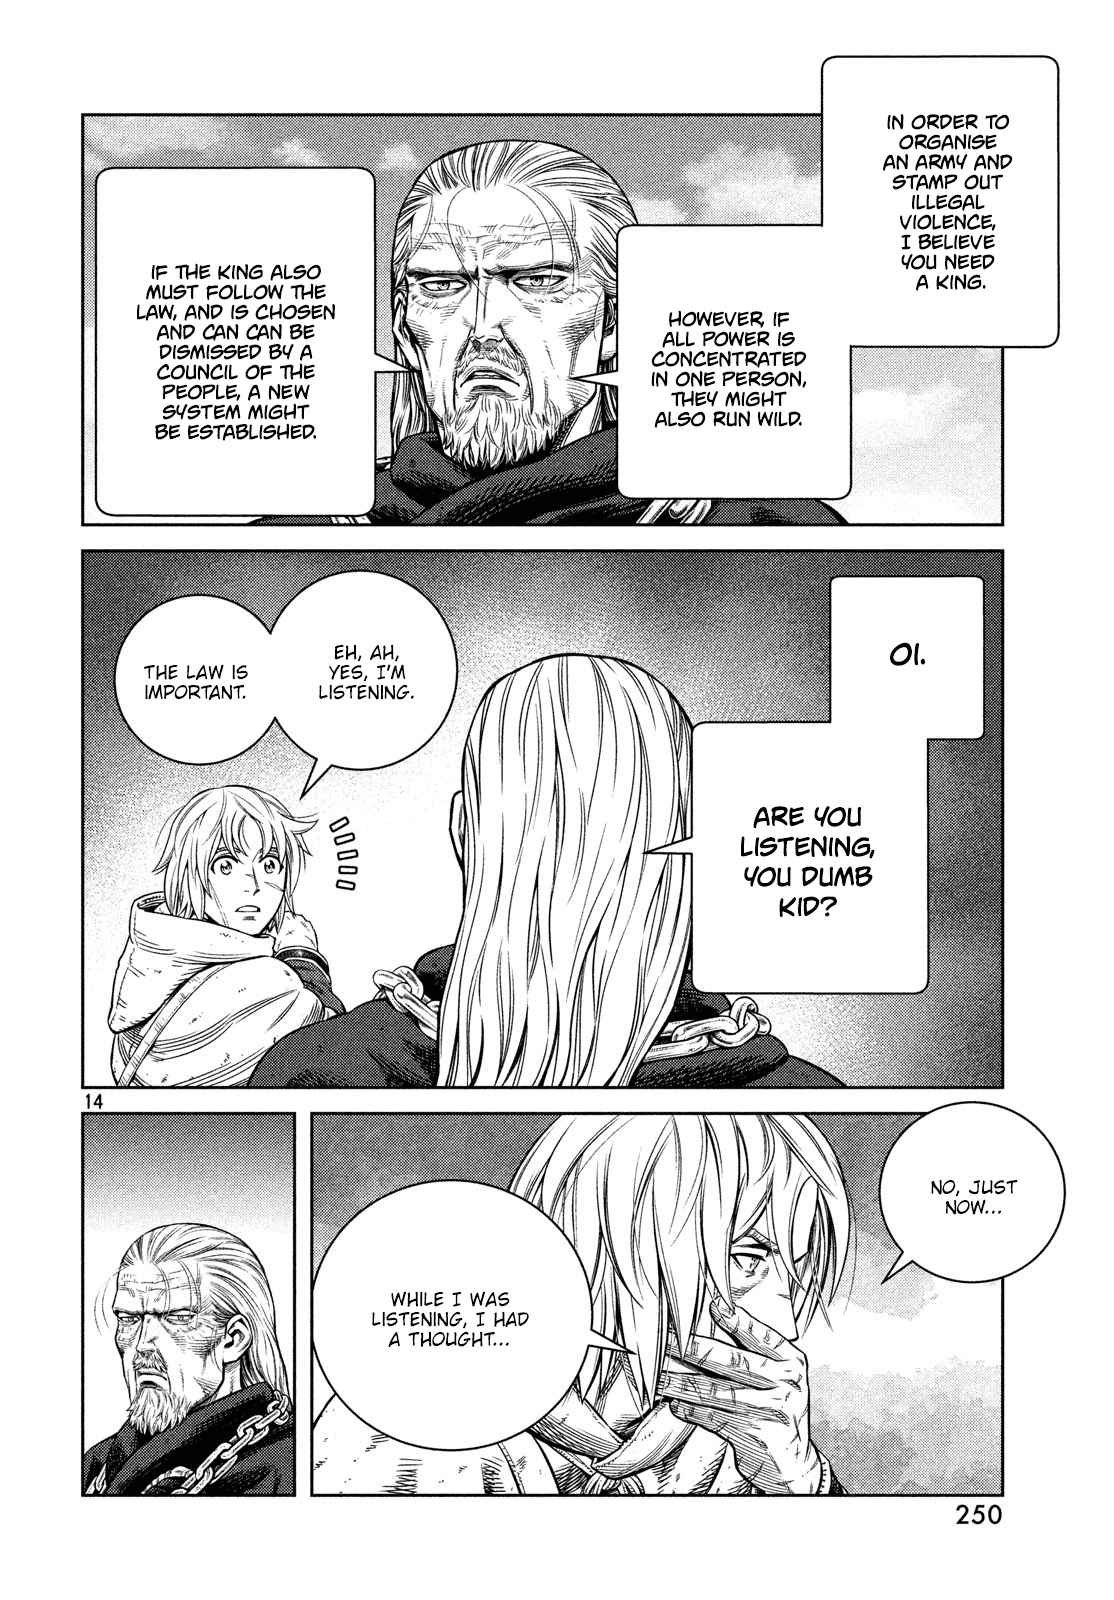 IN ORDER TO
ORGANISE
AN ARMY AND
STAMP OUT
ILLEGAL
VIOLENCE,
I BELIEVE
YOU NEED
A KING.
HOWEVER, IF
ALL POWER IS
CONCENTRATED
IN ONE PERSON,
THEY MIGHT
ALSO RUN WILD.
IF THE KING ALSO
MUST FOLLOW THE
LAW, AND IS CHOSEN
AND CAN CAN BE
DISMISSED BY A
COUNCIL OF THE
PEOPLE, A NEW
SYSTEM MIGHT
BE ESTABLISHED.
OI.
ARE YOU
LISTENING,
YOU DUMB
KID?
EH, AH,
YES, I'M
LISTENING.
THE LAW IS
IMPORTANT.
14
NO, JUST
NOW...
WHILE I WAS
LISTENING, I HAD
A THOUGHT...
250